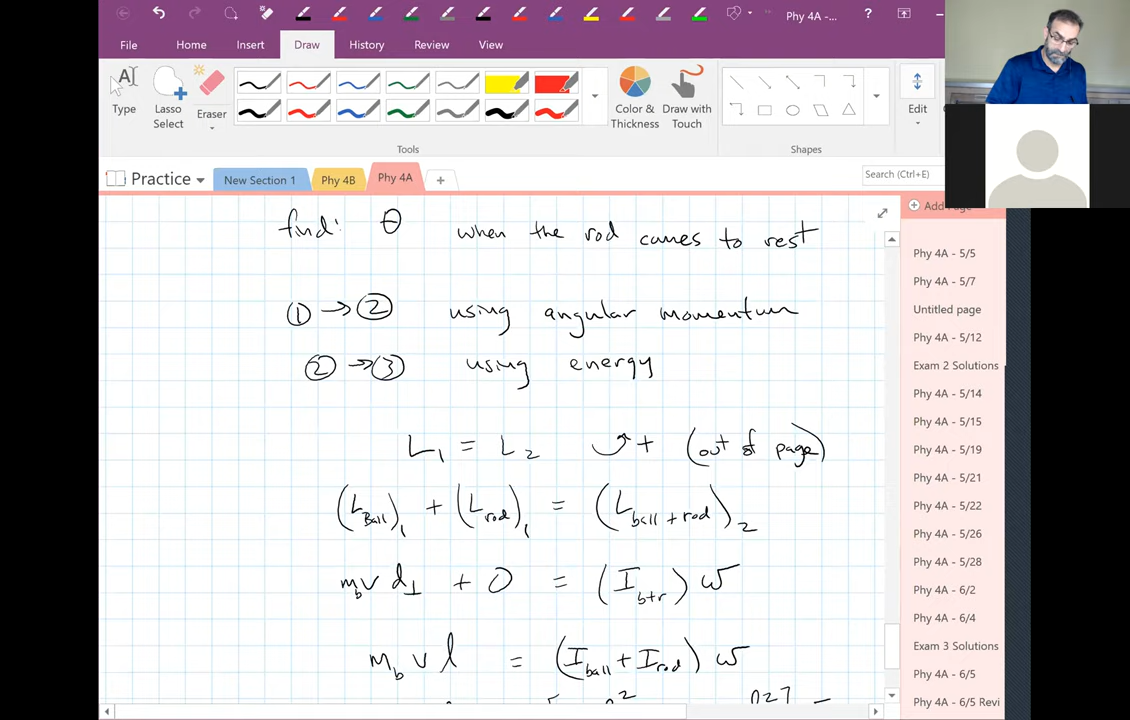 Phy 4A -...
?
File
Home
Insert
Draw
History
Review
View
Type
Lasso
Select
Eraser
Color &
Thickness
Draw with
Touch
Edit
Tools
Shapes
Practice
New Section 1
Phy 4B
Phy 4A
+
Search (Ctrl+E)
Add Page
Phy 4A - 5/5
Phy 4A - 5/7
Untitled page
Phy 4A - 5/12
Exam 2 Solutions
Phy 4A - 5/14
Phy 4A - 5/15
Phy 4A - 5/19
Phy 4A - 5/21
Phy 4A - 5/22
Phy 4A - 5/26
Phy 4A - 5/28
Phy 4A - 6/2
Phy 4A - 6/4
Exam 3 Solutions
Phy 4A - 6/5
Phy 4A - 6/5 Revi
find: θ when the rod comes to rest
① → ② using angular momentum
② → ③ using energy
L₁ = L₂ ⤻+ (out of page)
(L_Ball)₁ + (L_rod)₁ = (L_ball+rod)₂
m_b v d_⊥ + 0 = (I_b+r) ω
m_b v l = (I_ball + I_rod) ω